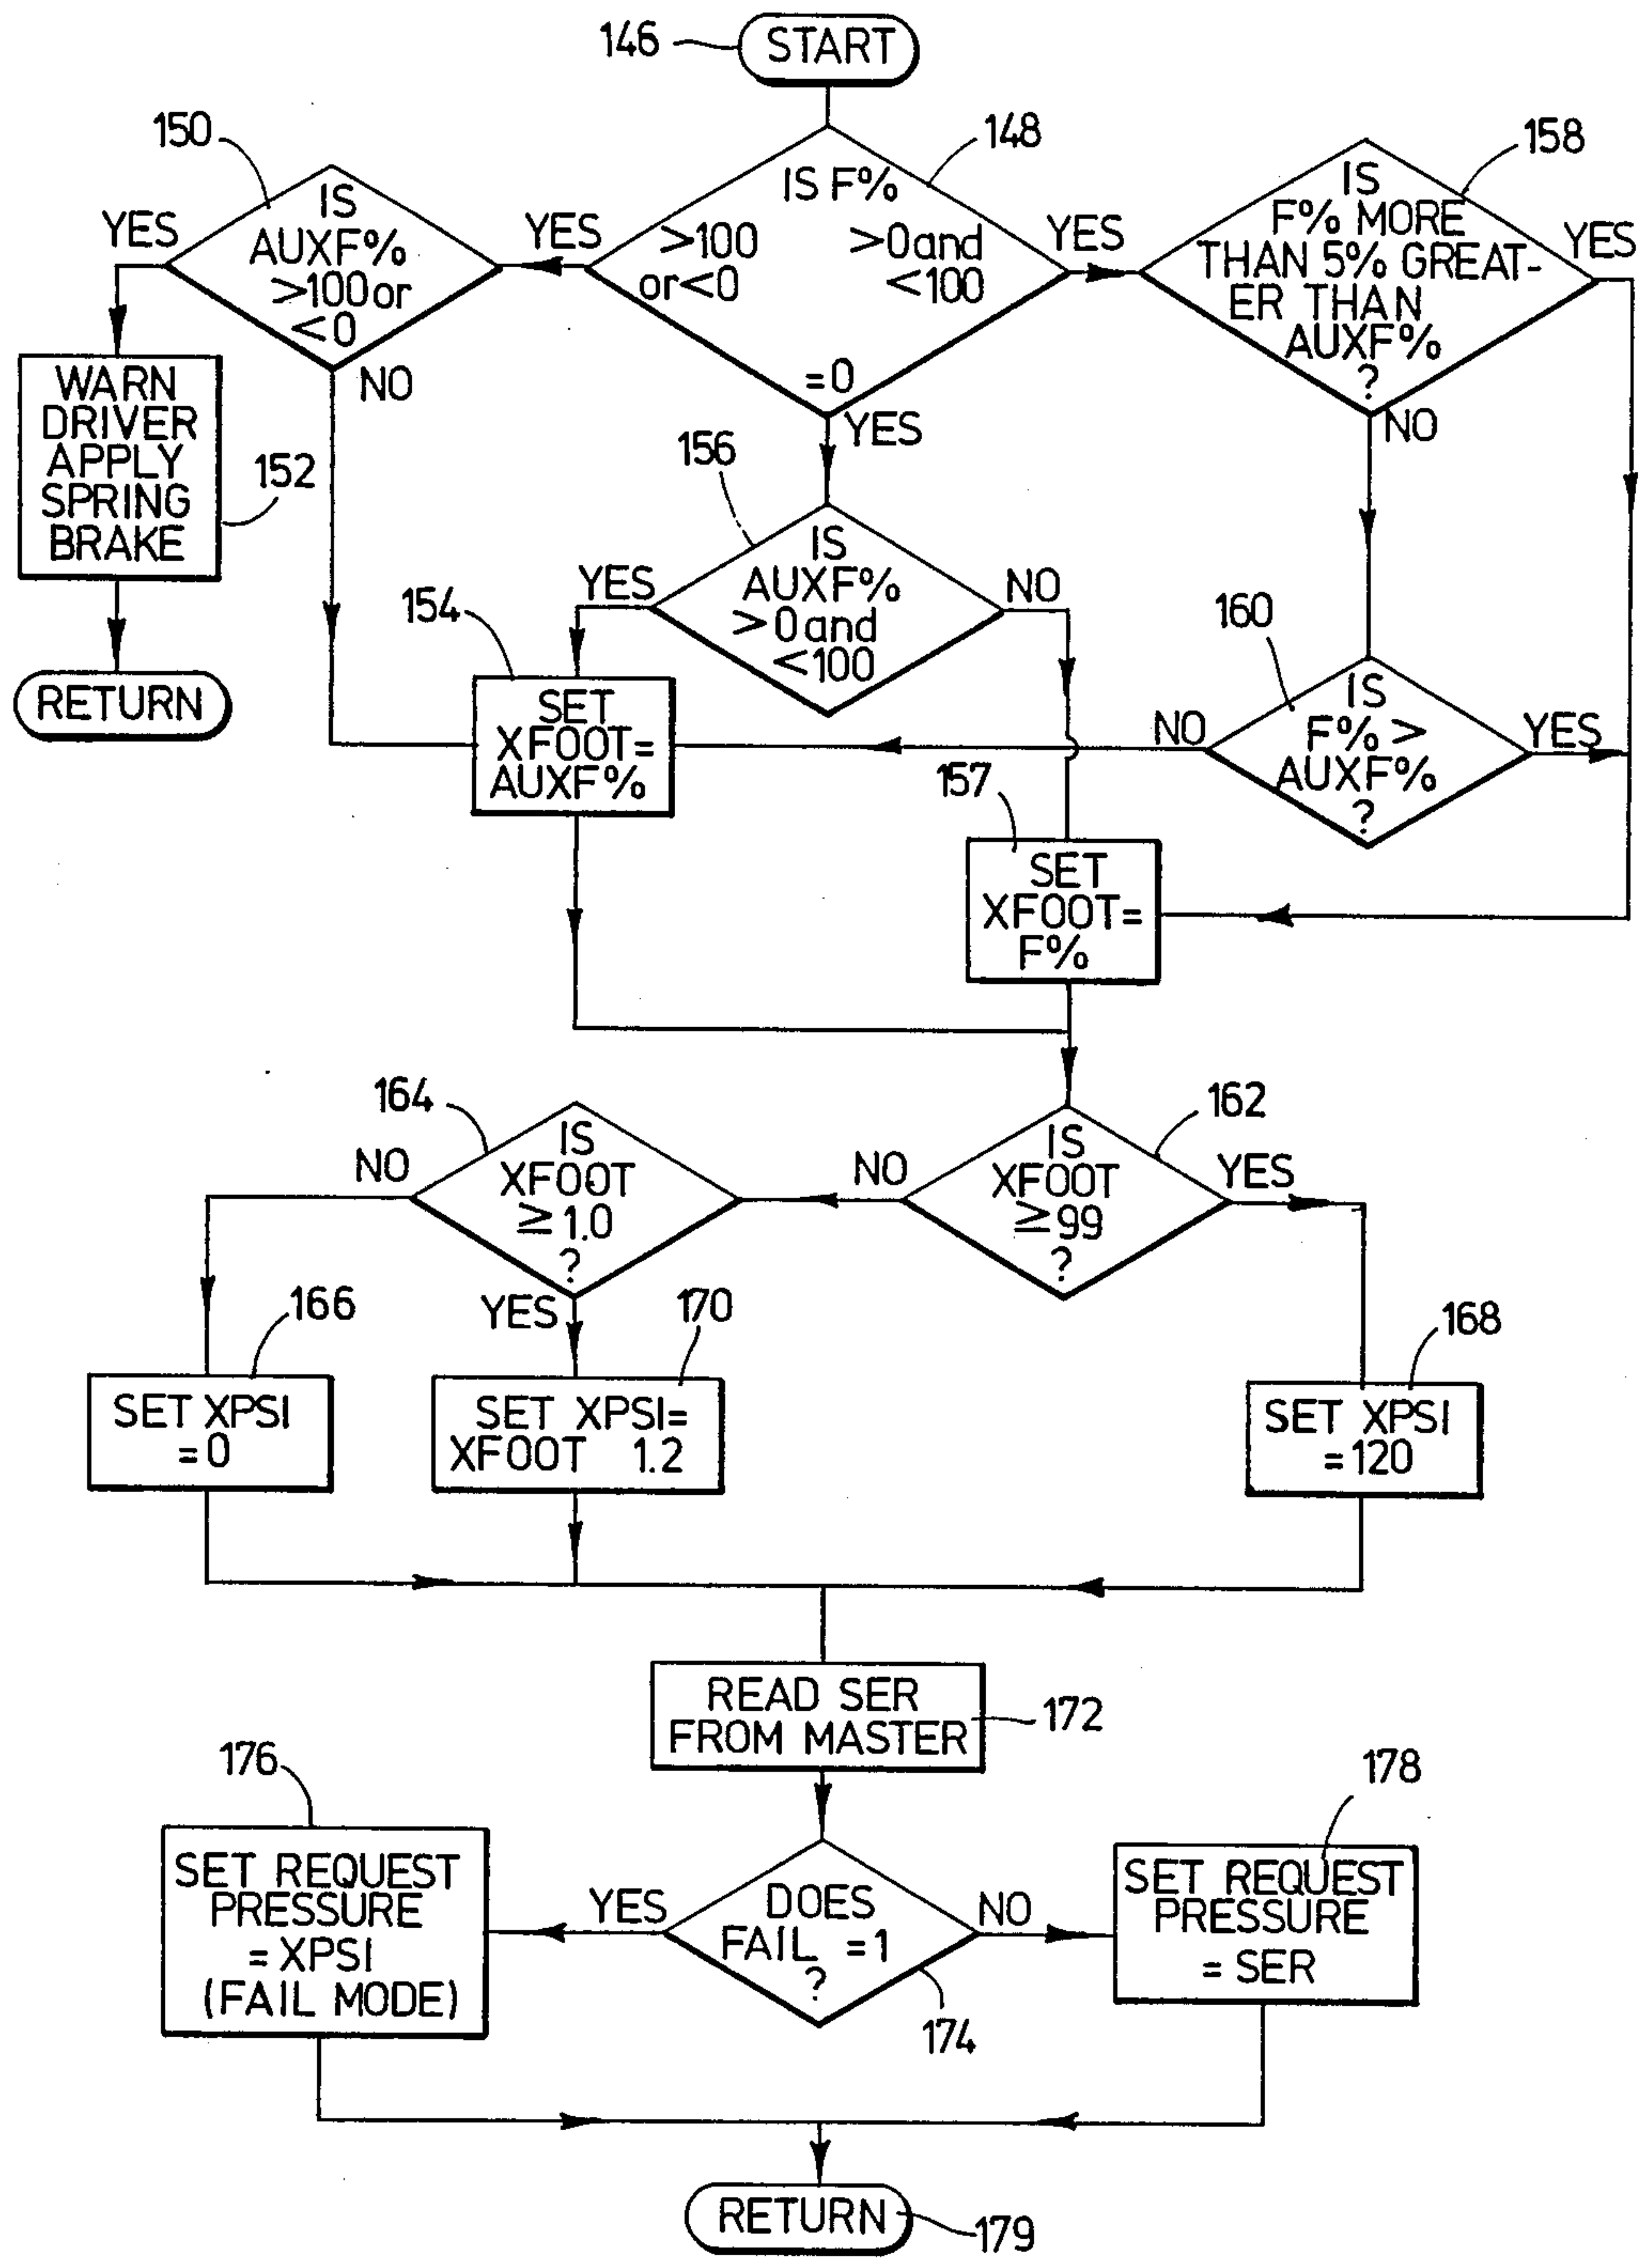 146
START
150
148
158
IS
AUXF%
>100 or
<0
YES
NO
IS F%
>100
or<0
>0 and
<100
=0
YES
YES
YES
IS
F% MORE
THAN 5% GREAT-
ER THAN
AUXF%
?
YES
NO
WARN
DRIVER
APPLY
SPRING
BRAKE
152
RETURN
156
IS
AUXF%
>0 and
<100
YES
NO
154
SET
XFOOT=
AUXF%
160
IS
F% >
AUXF%
?
NO
YES
157
SET
XFOOT=
F%
164
IS
XFOOT
≥1.0
?
NO
YES
162
IS
XFOOT
≥99
?
NO
YES
166
SET XPSI
=0
170
SET XPSI=
XFOOT 1.2
168
SET XPSI
=120
READ SER
FROM MASTER
172
176
SET REQUEST
PRESSURE
= XPSI
(FAIL MODE)
YES
DOES
FAIL =1
?
NO
174
178
SET REQUEST
PRESSURE
= SER
RETURN
179